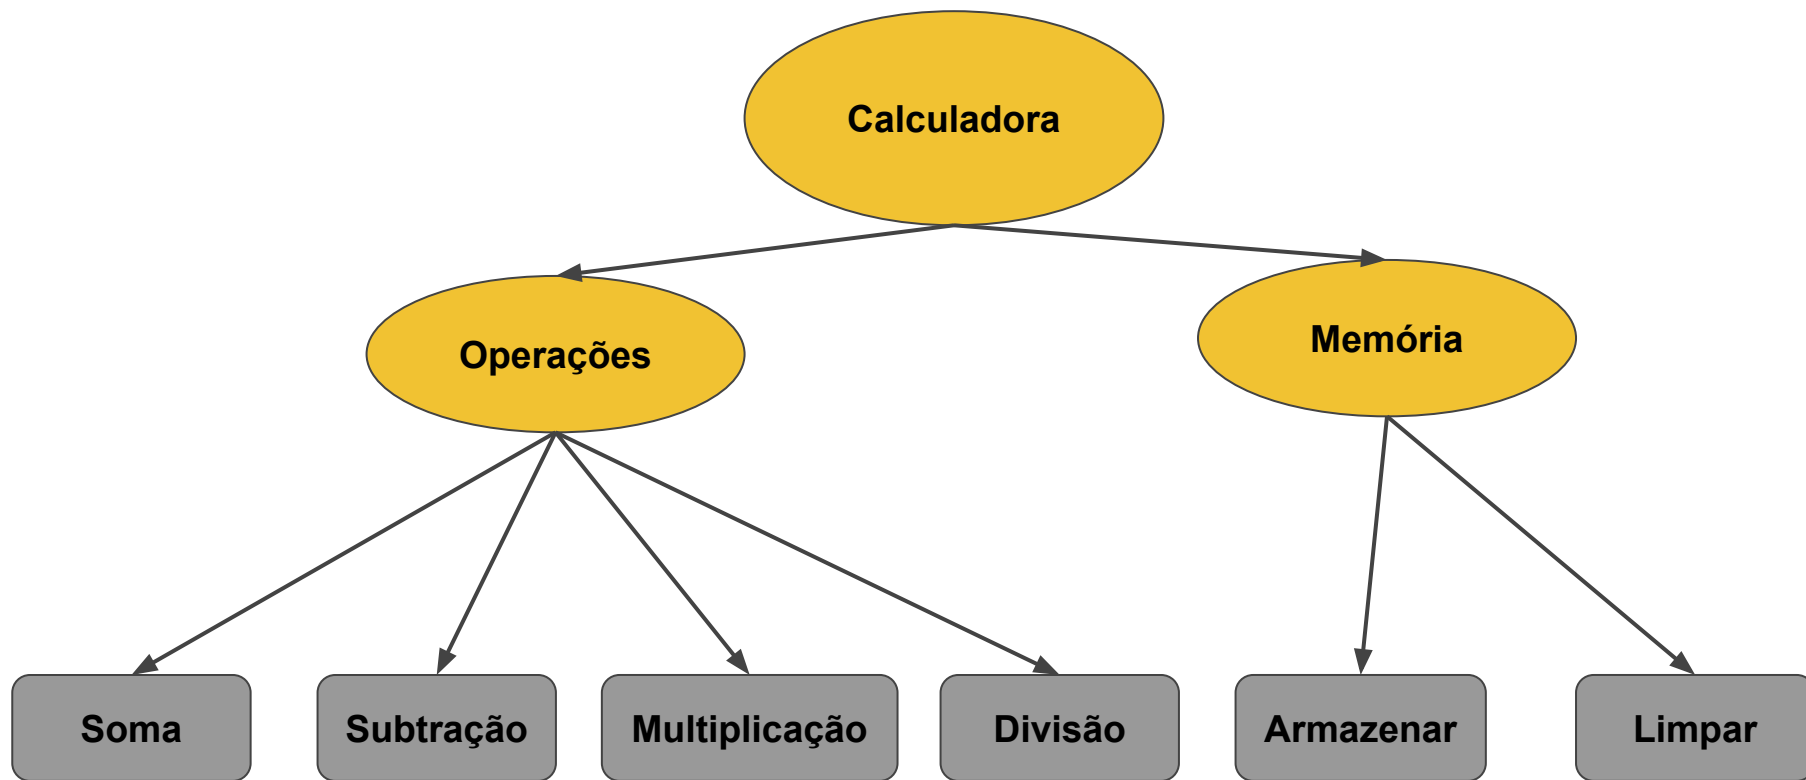 Calculadora
Operações
Memória
Soma
Subtração
Multiplicação
Divisão
Armazenar
Limpar